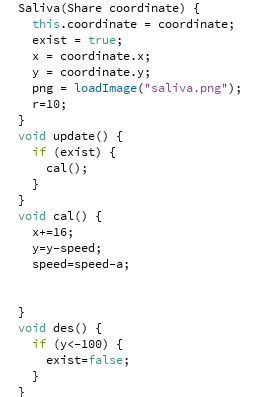 Saliva(Share coordinate) {
this.coordinate = coordinate;
exist = true;
x = coordinate.x;
y = coordinate.y;
png = loadImage("saliva.png");
r=10;
}
void update() {
if (exist) {
cal();
}
}
void cal() {
x+=16;
y=y-speed;
speed=speed-a;
}
void des() {
if (y<-100) {
exist=false;
}
}